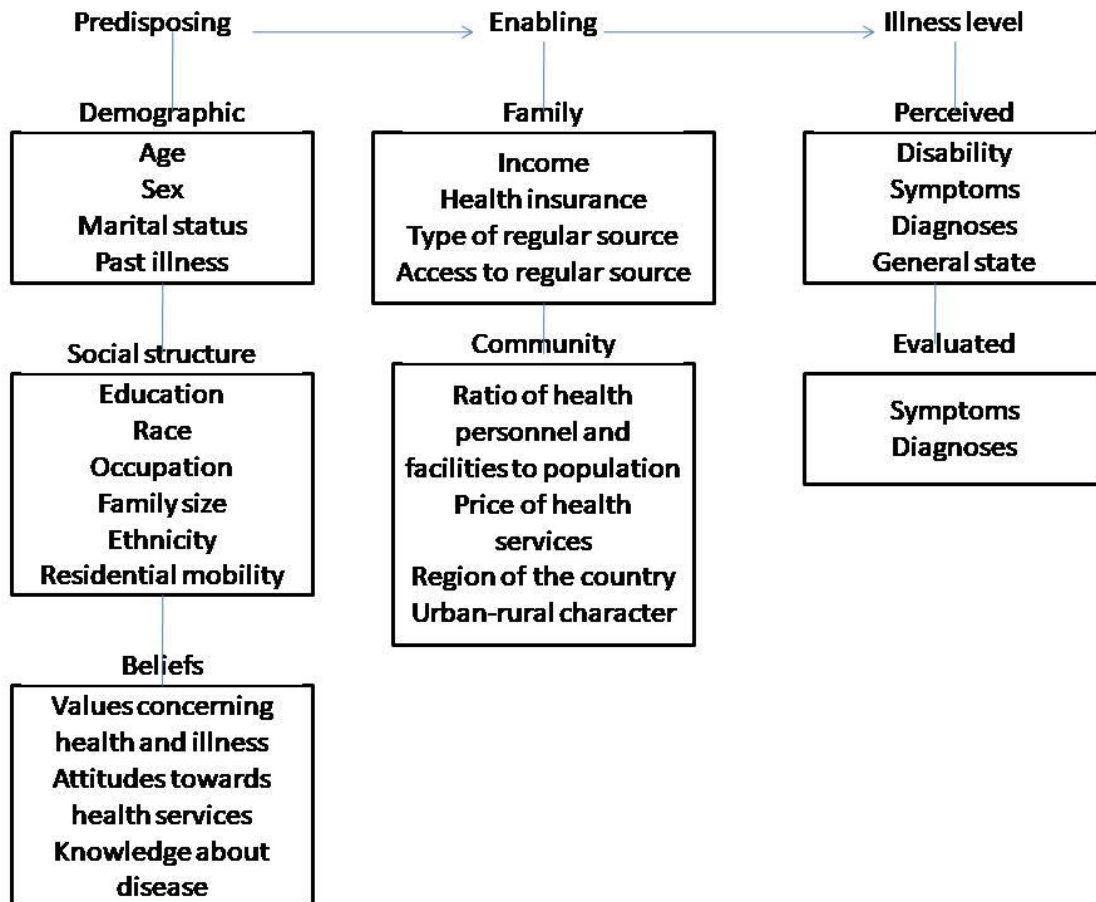 Predisposing
Enabling
Illness level
Demographic
Age
Sex
Marital status
Past illness
Social structure
Education
Race
Occupation
Family size
Ethnicity
Residential mobility
Beliefs
Values concerning
health and illness
Attitudes towards
health services
Knowledge about
disease
Family
Income
Health insurance
Type of regular source
Access to regular source
Community
Ratio of health
personnel and
facilities to population
Price of health
services
Region of the country
Urban-rural character
Perceived
Disability
Symptoms
Diagnoses
General state
Evaluated
Symptoms
Diagnoses